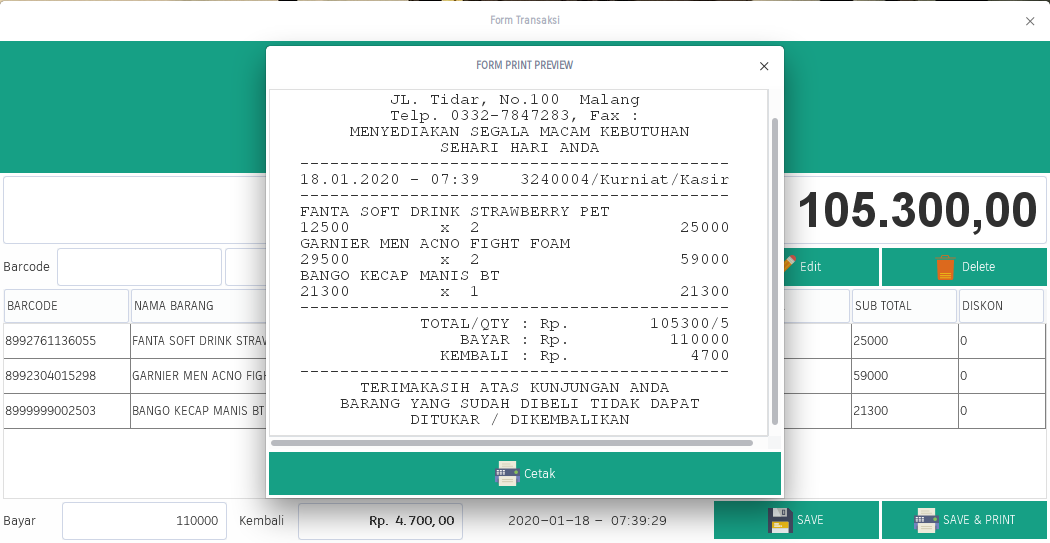 Form Transaksi
FORM PRINT PREVIEW
JL. Tidar, No.100  Malang
Telp. 0332-7847283, Fax :
MENYEDIAKAN SEGALA MACAM KEBUTUHAN
SEHARI HARI ANDA
-------------------------------------------
18.01.2020 - 07:39    3240004/Kurniat/Kasir
-------------------------------------------
FANTA SOFT DRINK STRAWBERRY PET
12500         x  2                    25000
GARNIER MEN ACNO FIGHT FOAM
29500         x  2                    59000
BANGO KECAP MANIS BT
21300         x  1                    21300
-------------------------------------------
TOTAL/QTY : Rp.        105300/5
BAYAR : Rp.          110000
KEMBALI : Rp.            4700
-------------------------------------------
TERIMAKASIH ATAS KUNJUNGAN ANDA
BARANG YANG SUDAH DIBELI TIDAK DAPAT
DITUKAR / DIKEMBALIKAN
Cetak
105.300,00
Barcode Edit Delete
BARCODE NAMA BARANG SUB TOTAL DISKON
8992761136055 FANTA SOFT DRINK 25000 0
8992304015298 GARNIER MEN ACNO 59000 0
8999999002503 BANGO KECAP MANIS BT 21300 0
Bayar 110000 Kembali Rp. 4.700,00 2020-01-18 - 07:39:29 SAVE SAVE & PRINT